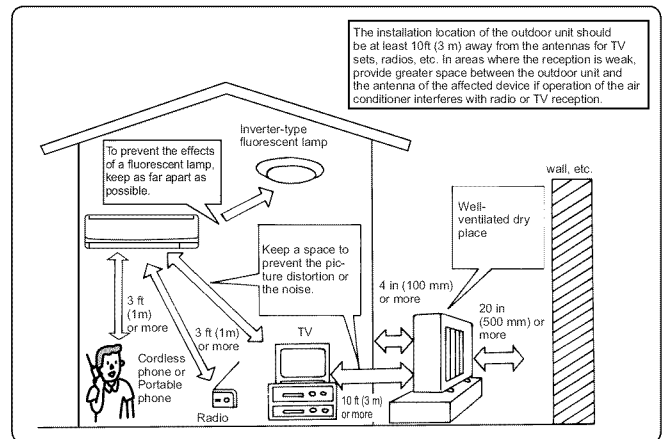 The installation location of the outdoor unit should
be at least 10ft (3 m) away from the antennas for TV
sets, radios, etc. In areas where the reception is weak,
provide greater space between the outdoor unit and
the antenna of the affected device if operation of the air
conditioner interferes with radio or TV reception.
Inverter-type
fluorescent lamp
To prevent the effects
of a fluorescent lamp,
keep as far apart as
possible.
wall, etc.
Well-
ventilated dry
place
Keep a space to
prevent the pic-
ture distortion or
the noise.
4 in (100 mm)
or more
20 in
(500 mm) or
more
3 ft
(1m)
or more
3 ft (1m)
or more
TV
Cordless
phone or
Portable
phone
Radio
10 ft (3 m)
or more